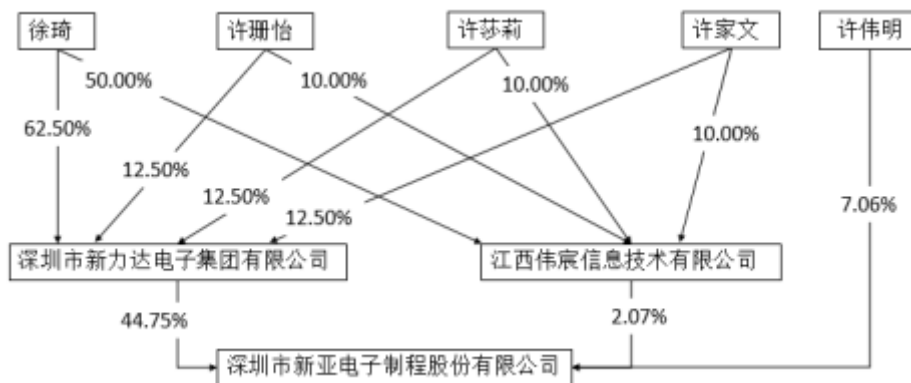 徐琦
许珊怡
许莎莉
许家文
许伟明
50.00%
10.00%
10.00%
62.50%
10.00%
12.50%
12.50%
12.50%
7.06%
深圳市新力达电子集团有限公司
江西伟宸信息技术有限公司
44.75%
2.07%
深圳市新亚电子制程股份有限公司